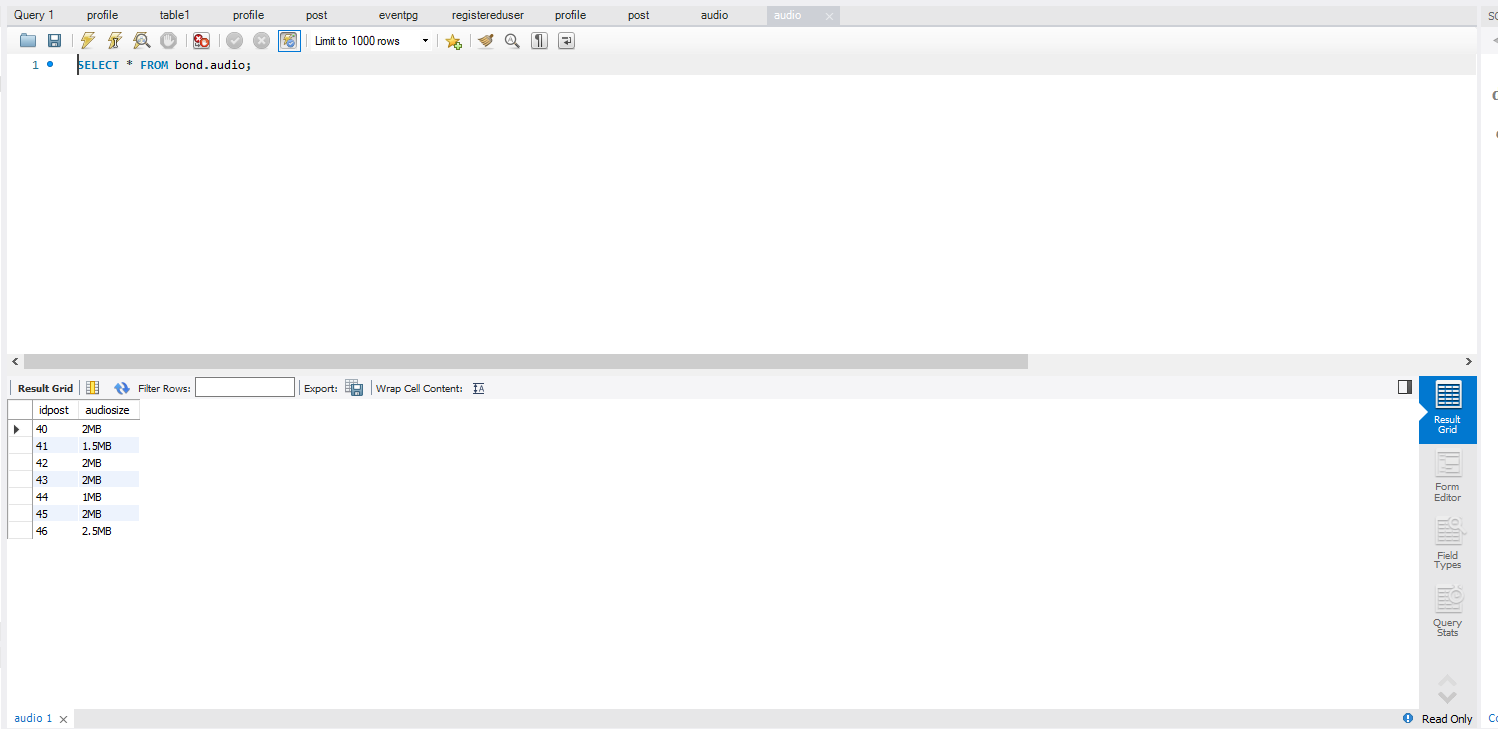 Query 1 profile table1 profile post eventpg registereduser profile post audio audio
Limit to 1000 rows
1 SELECT * FROM bond.audio;
Result Grid Filter Rows: Export: Wrap Cell Content:
idpost audiosize
40 2MB
41 1.5MB
42 2MB
43 2MB
44 1MB
45 2MB
46 2.5MB
Result
Grid
Form
Editor
Field
Types
Query
Stats
audio 1
Read Only